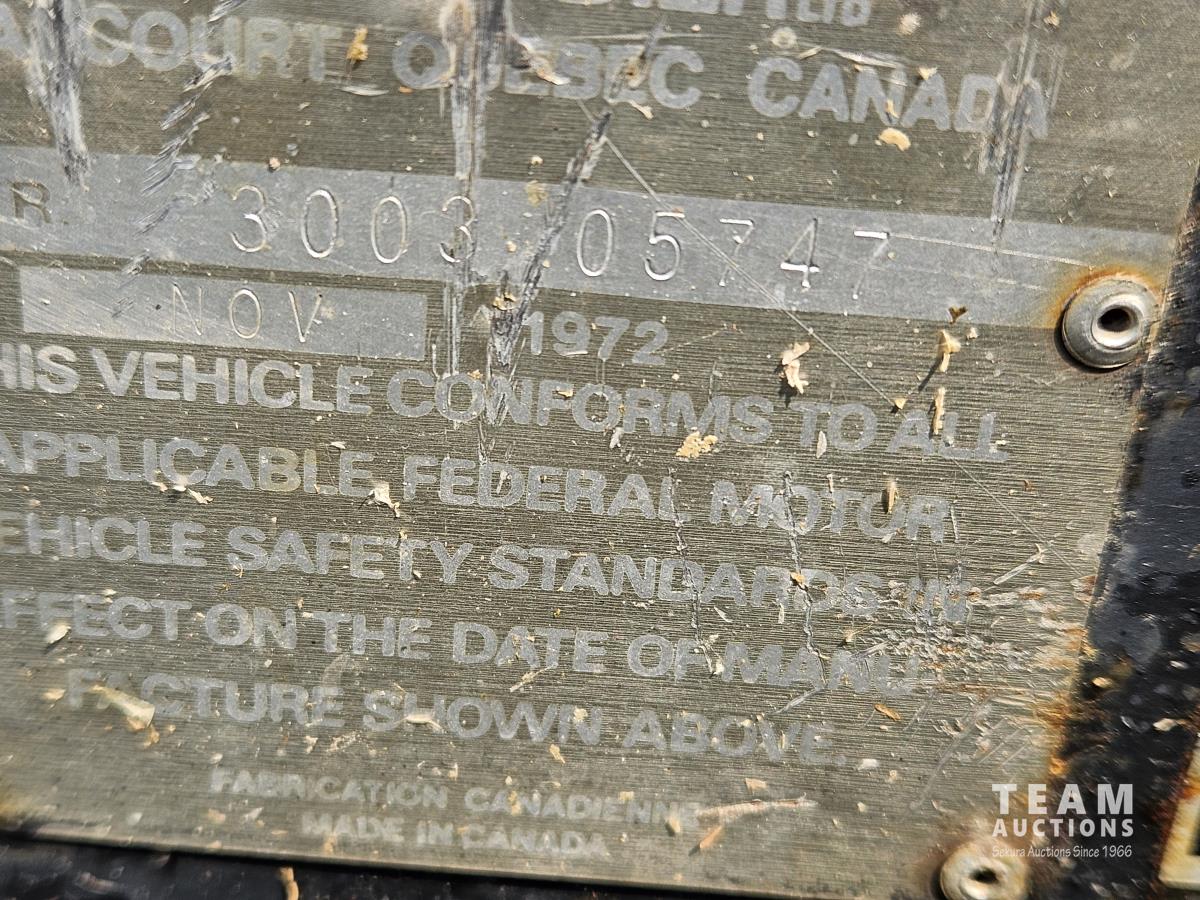 LTD
COURT QUEBEC CANADA
R 3003 05747
NOV 1972
HIS VEHICLE CONFORMS TO ALL
APPLICABLE FEDERAL MOTOR
EHICLE SAFETY STANDARDS IN
FFECT ON THE DATE OF MANU
FACTURE SHOWN ABOVE.
FABRICATION CANADIENNE
MADE IN CANADA
TEAM
AUCTIONS
Sekura Auctions Since 1966